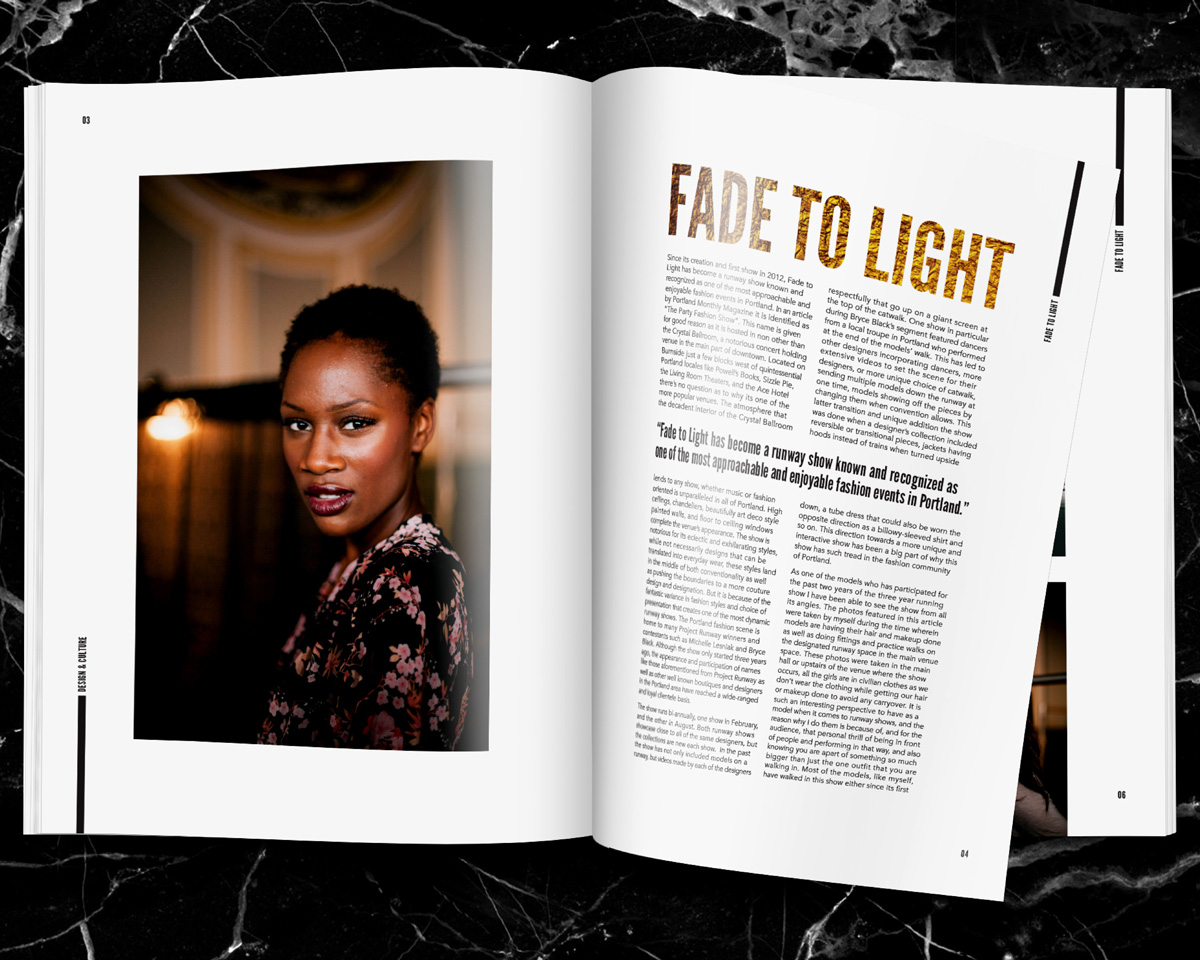 03
DESIGN & CULTURE
FADE TO LIGHT
Since its creation and first show in 2012, Fade to
Light has become a runway show known and
recognized as one of the most approachable and
enjoyable fashion events in Portland. In an article
by Portland Monthly Magazine it is identified as
"The Party Fashion Show". This name is given
for good reason as it is hosted in non other than
the Crystal Ballroom, a notorious concert holding
venue in the main part of downtown. Located on
Burnside just a few blocks west of quintessential
Portland locales like Powell's Books, Sizzle Pie,
the Living Room Theaters, and the Ace Hotel
there's no question as to why its one of the
more popular venues. The atmosphere that
the decadent interior of the Crystal Ballroom
respectfully that go up on a giant screen at
the top of the catwalk. One show in particular
during Bryce Black's segment featured dancers
from a local troupe in Portland who performed
at the end of the models' walk. This has led to
other designers incorporating dancers, more
extensive videos to set the scene for their
designers, or more unique choice of catwalk,
sending multiple models down the runway at
one time, models showing off the pieces by
changing them when convention allows. This
latter transition and unique addition the show
was done when a designer's collection included
reversible or transitional pieces, jackets having
hoods instead of trains when turned upside
"Fade to Light has become a runway show known and recognized as
one of the most approachable and enjoyable fashion events in Portland."
lends to any show, whether music or fashion
oriented is unparalleled in all of Portland. High
ceilings, chandeliers, beautifully art deco style
painted walls, and floor to ceiling windows
complete the venue's appearance. The show is
notorious for its eclectic and exhilarating styles,
while not necessarily designs that can be
translated into everyday wear, these styles land
in the middle of both conventionality as well
as pushing the boundaries to a more couture
design and designation. But it is because of the
fantastic variance in fashion styles and choice of
presentation that creates one of the most dynamic
runway shows. The Portland fashion scene is
home to many Project Runway winners and
contestants such as Michelle Lesniak and Bryce
Black. Although the show only started three years
ago, the appearance and participation of names
like those aforementioned from Project Runway as
well as other well known boutiques and designers
in the Portland area have reached a wide-ranged
and loyal clientele basis.
The show runs bi-annually, one show in February,
and the other in August. Both runway shows
showcase close to all of the same designers, but
the collections are new each show. In the past
the show has not only included models on a
runway, but videos made by each of the designers
down, a tube dress that could also be worn the
opposite direction as a billowy-sleeved shirt and
so on. This direction towards a more unique and
interactive show has been a big part of why this
show has such tread in the fashion community
of Portland.
As one of the models who has participated for
the past two years of the three year running
show I have been able to see the show from all
its angles. The photos featured in this article
were taken by myself during the time wherein
models are having their hair and makeup done
as well as doing fittings and practice walks on
the designated runway space in the main venue
space. These photos were taken in the main
hall or upstairs of the venue where the show
occurs, all the girls are in civilian clothes as we
don't wear the clothing while getting our hair
or makeup done to avoid any carryover. It is
such an interesting perspective to have as a
model when it comes to runway shows, and the
reason why I do them is because of, and for the
audience, that personal thrill of being in front
of people and performing in that way, and also
knowing you are apart of something so much
bigger than just the one outfit that you are
walking in. Most of the models, like myself,
have walked in this show either since its first
FADE TO LIGHT
04
FADE TO LIGHT
06